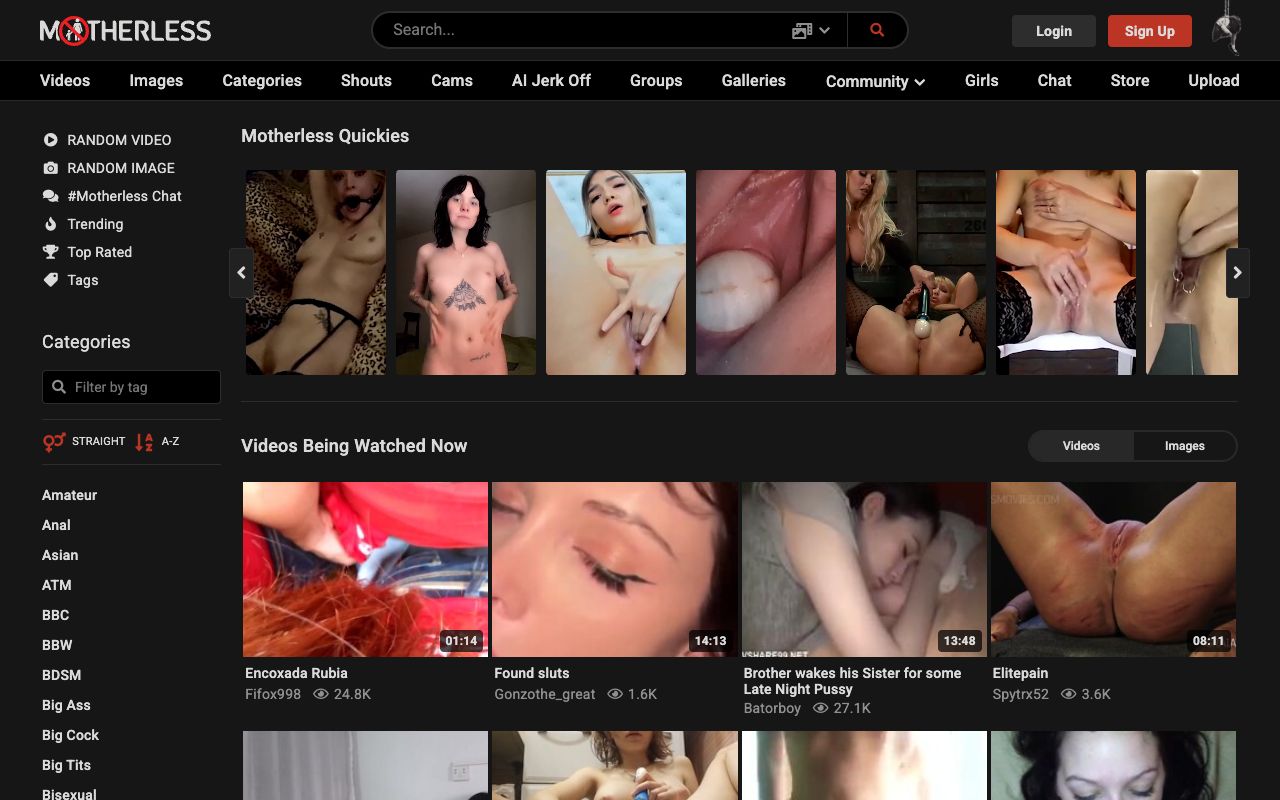 MOTHERLESS
Search...
Login
Sign Up
Videos Images Categories Shouts Cams AI Jerk Off Groups Galleries Community Girls Chat Store Upload
RANDOM VIDEO
RANDOM IMAGE
#Motherless Chat
Trending
Top Rated
Tags
Categories
Filter by tag
STRAIGHT A-Z
Amateur
Anal
Asian
ATM
BBC
BBW
BDSM
Big Ass
Big Cock
Big Tits
Bisexual
Motherless Quickies
Videos Being Watched Now
Videos Images
01:14
Encoxada Rubia
Fifox998 24.8K
14:13
Found sluts
Gonzothe_great 1.6K
VSHARE99.NET
13:48
Brother wakes his Sister for some
Late Night Pussy
Batorboy 27.1K
SMOVIES.COM
08:11
Elitepain
Spytrx52 3.6K